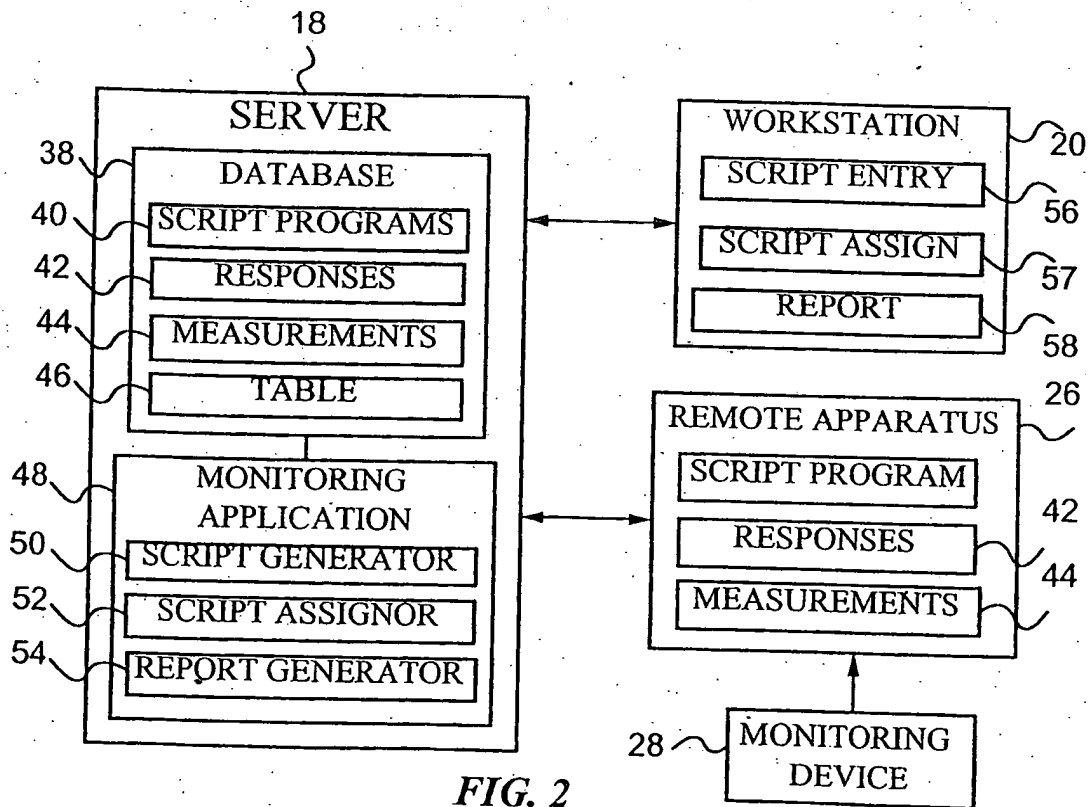 18
SERVER
38
DATABASE
40
SCRIPT PROGRAMS
42
RESPONSES
44
MEASUREMENTS
46
TABLE
48
MONITORING
APPLICATION
50
SCRIPT GENERATOR
52
SCRIPT ASSIGNOR
54
REPORT GENERATOR
WORKSTATION
20
SCRIPT ENTRY
56
SCRIPT ASSIGN
57
REPORT
58
26
REMOTE APPARATUS
SCRIPT PROGRAM
42
RESPONSES
44
MEASUREMENTS
28
MONITORING
DEVICE
FIG. 2